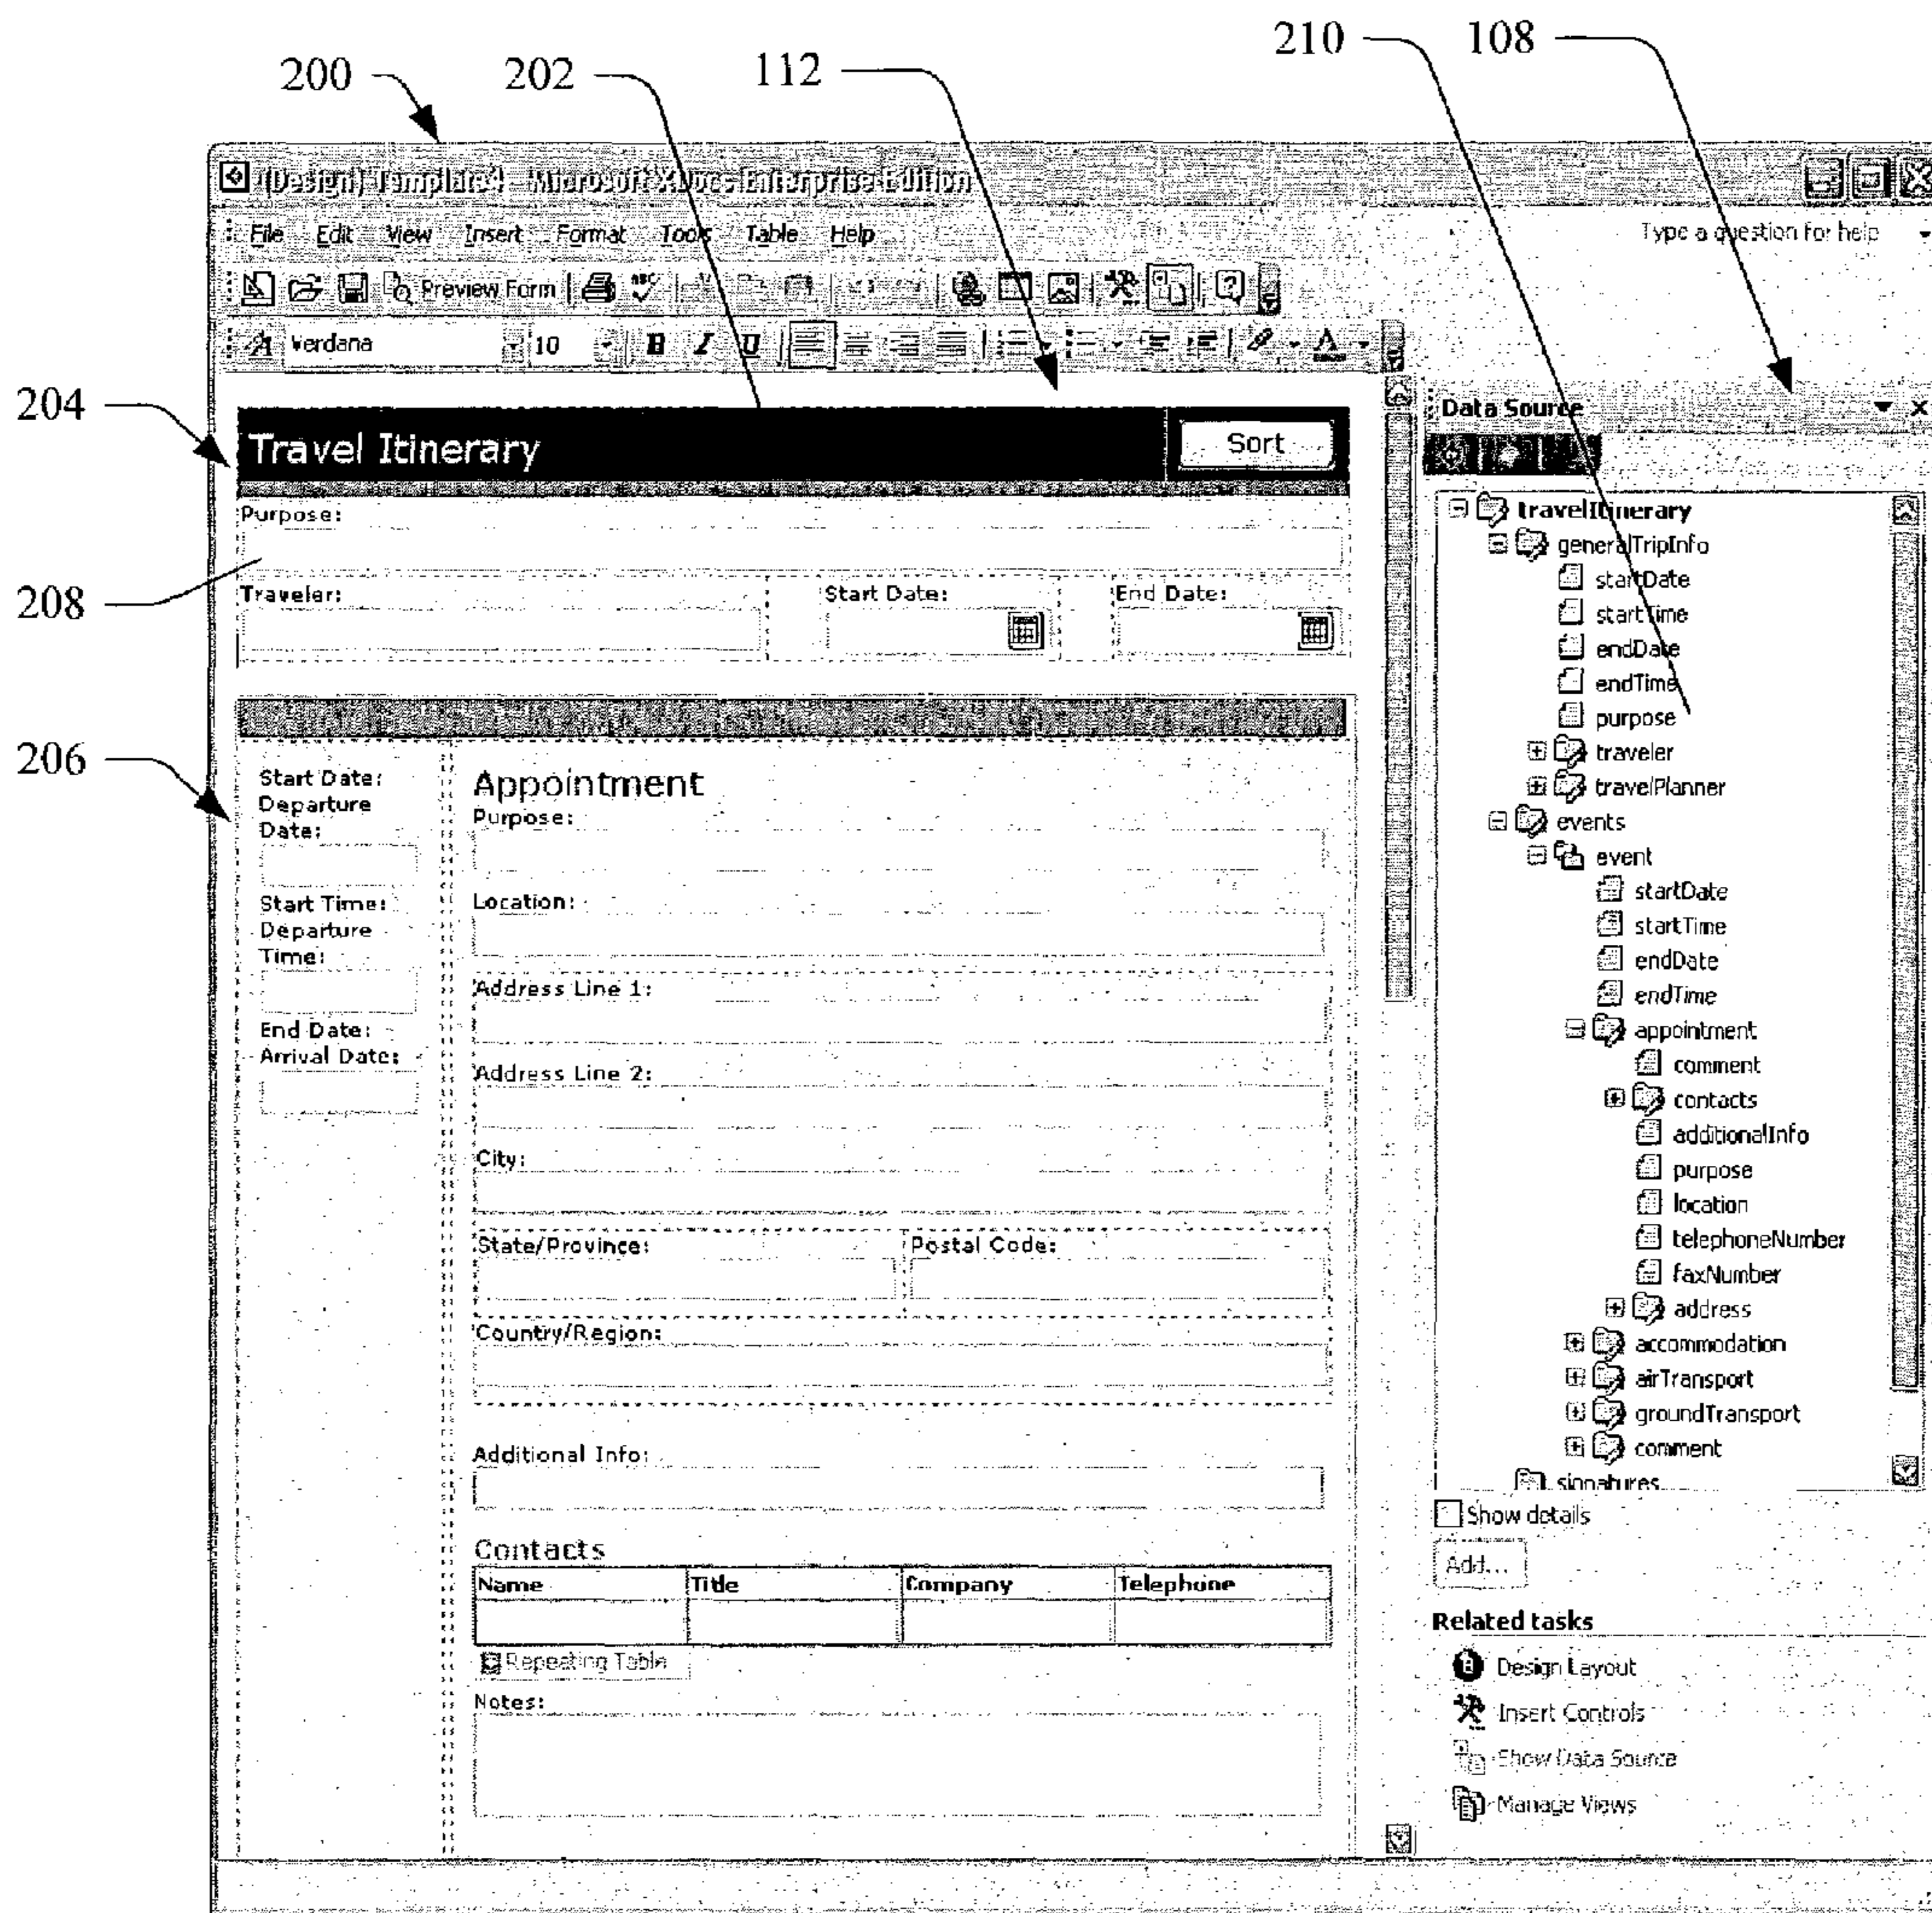 200 202 112 210 108
(Design) Template4 - Microsoft XDocs Enterprise Edition
File Edit View Insert Format Tools Table Help
Type a question for help
Preview Form
Verdana 10 B I U
204
Travel Itinerary
Sort
Purpose:
208
Traveler:
Start Date:
End Date:
206
Start Date:
Departure
Date:
Start Time:
Departure
Time:
End Date:
Arrival Date:
Appointment
Purpose:
Location:
Address Line 1:
Address Line 2:
City:
State/Province:
Postal Code:
Country/Region:
Additional Info:
Contacts
Name Title Company Telephone
Repeating Table
Notes:
Data Source
travelItinerary
generalTripInfo
startDate
startTime
endDate
endTime
purpose
traveler
travelPlanner
events
event
startDate
startTime
endDate
endTime
appointment
comment
contacts
additionalInfo
purpose
location
telephoneNumber
faxNumber
address
accommodation
airTransport
groundTransport
comment
signatures
Show details
Add...
Related tasks
Design Layout
Insert Controls
Show Data Source
Manage Views